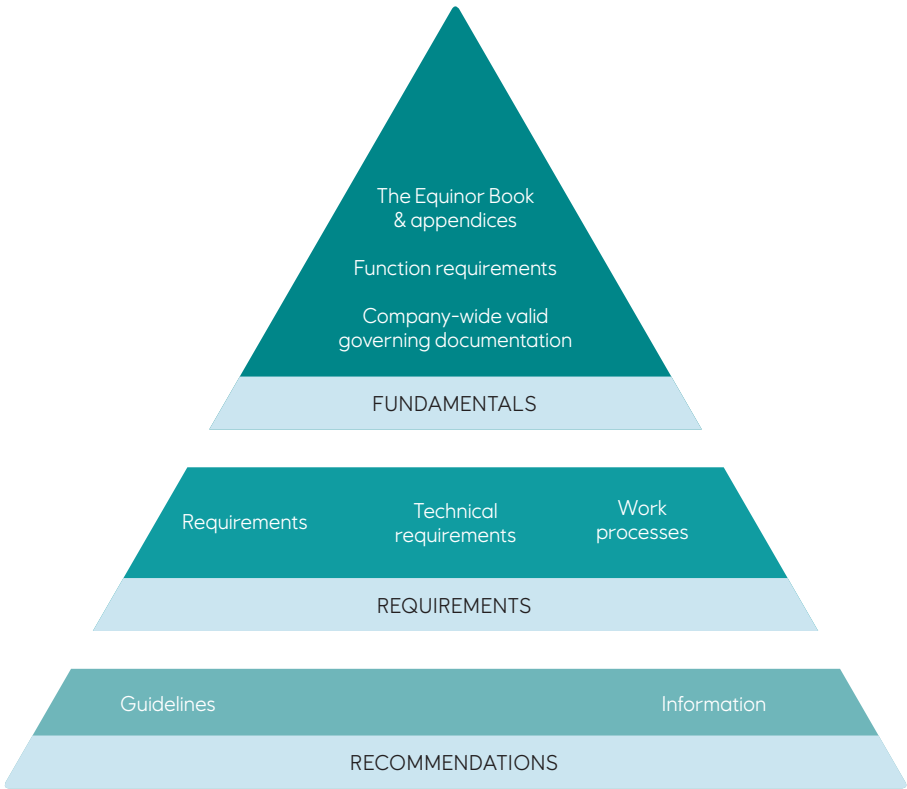 The Equinor Book
& appendices
Function requirements
Company-wide valid
governing documentation
FUNDAMENTALS
Requirements
Technical
requirements
Work
processes
REQUIREMENTS
Guidelines
Information
RECOMMENDATIONS